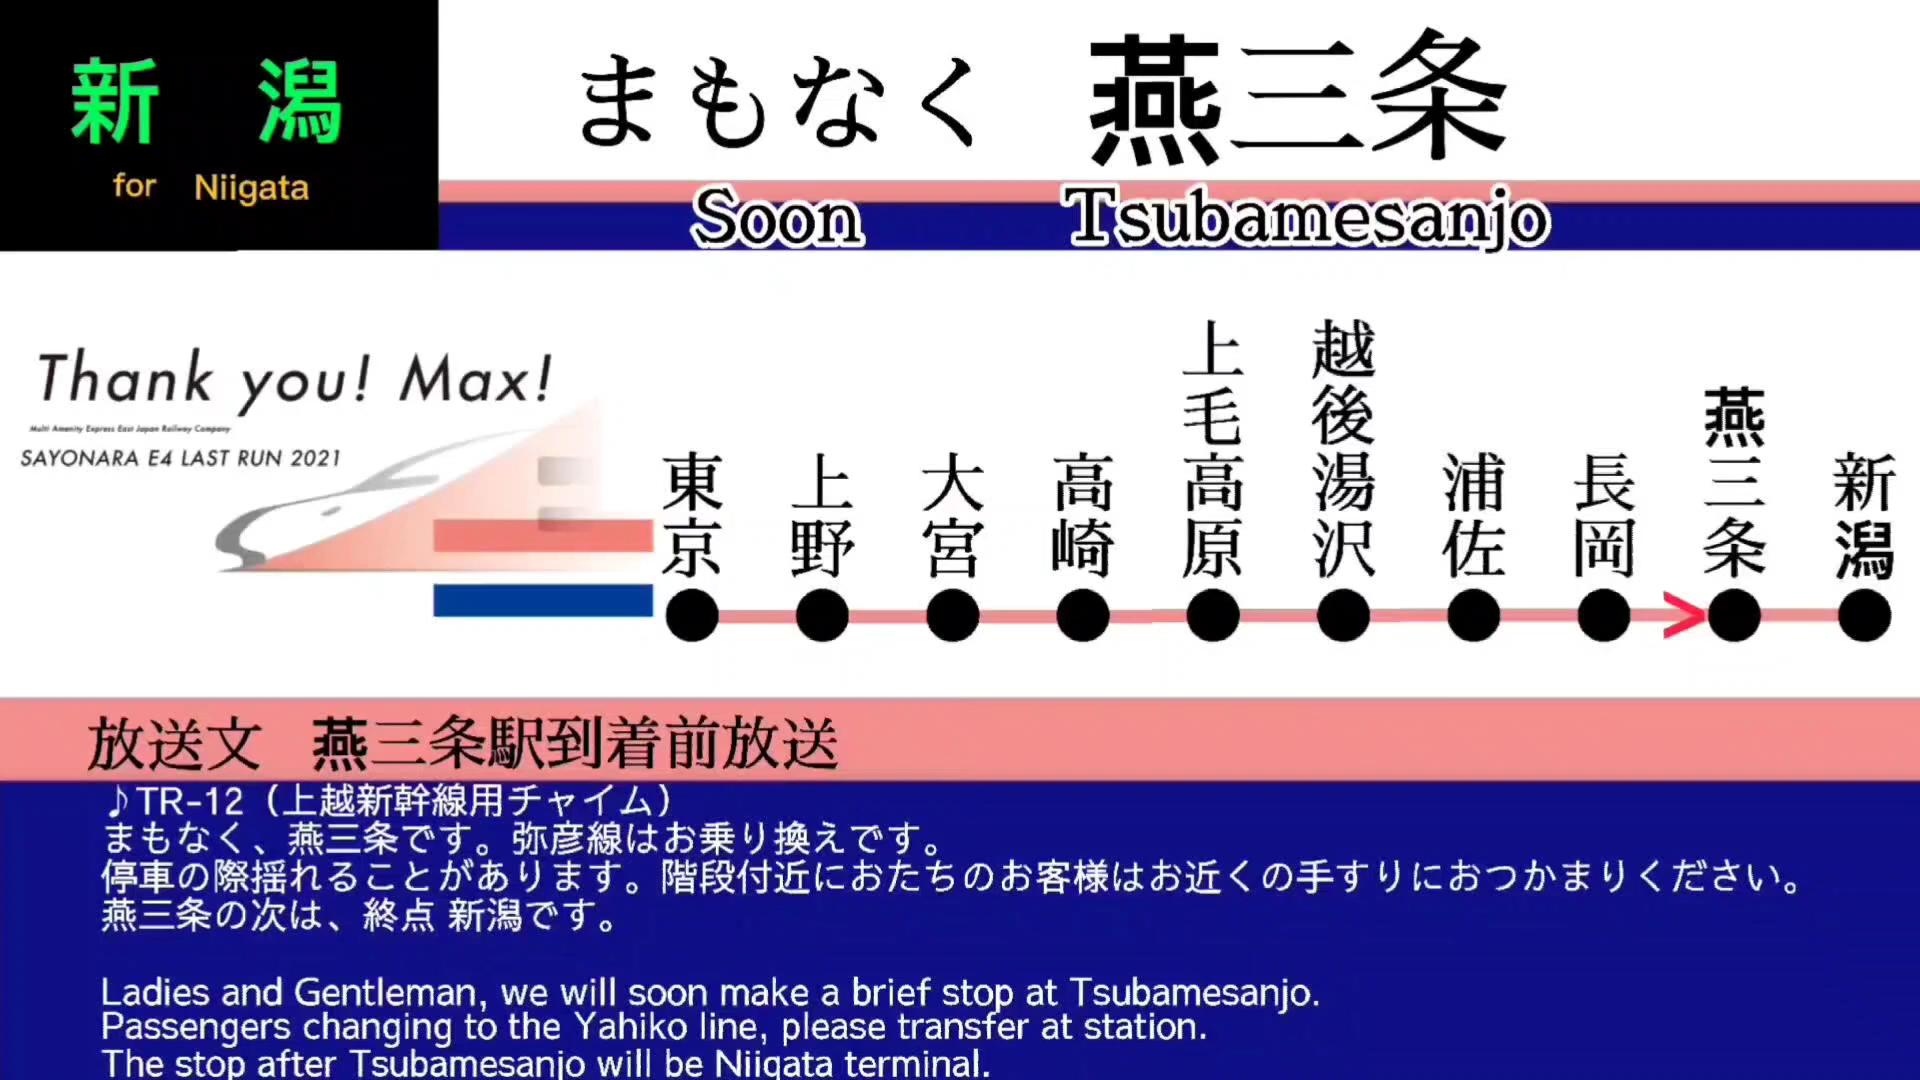 新 潟
for Niigata
まもなく 燕三条
Soon Tsubamesanjo
Thank you! Max!
Multi Amenity Express East Japan Railway Company
SAYONARA E4 LAST RUN 2021
東京
上野
大宮
高崎
上毛高原
越後湯沢
浦佐
長岡
燕三条
新潟
>
放送文 燕三条駅到着前放送
♪TR-12（上越新幹線用チャイム）
まもなく、燕三条です。弥彦線はお乗り換えです。
停車の際揺れることがあります。階段付近におたちのお客様はお近くの手すりにおつかまりください。
燕三条の次は、終点 新潟です。
Ladies and Gentleman, we will soon make a brief stop at Tsubamesanjo.
Passengers changing to the Yahiko line, please transfer at station.
The stop after Tsubamesanjo will be Niigata terminal.